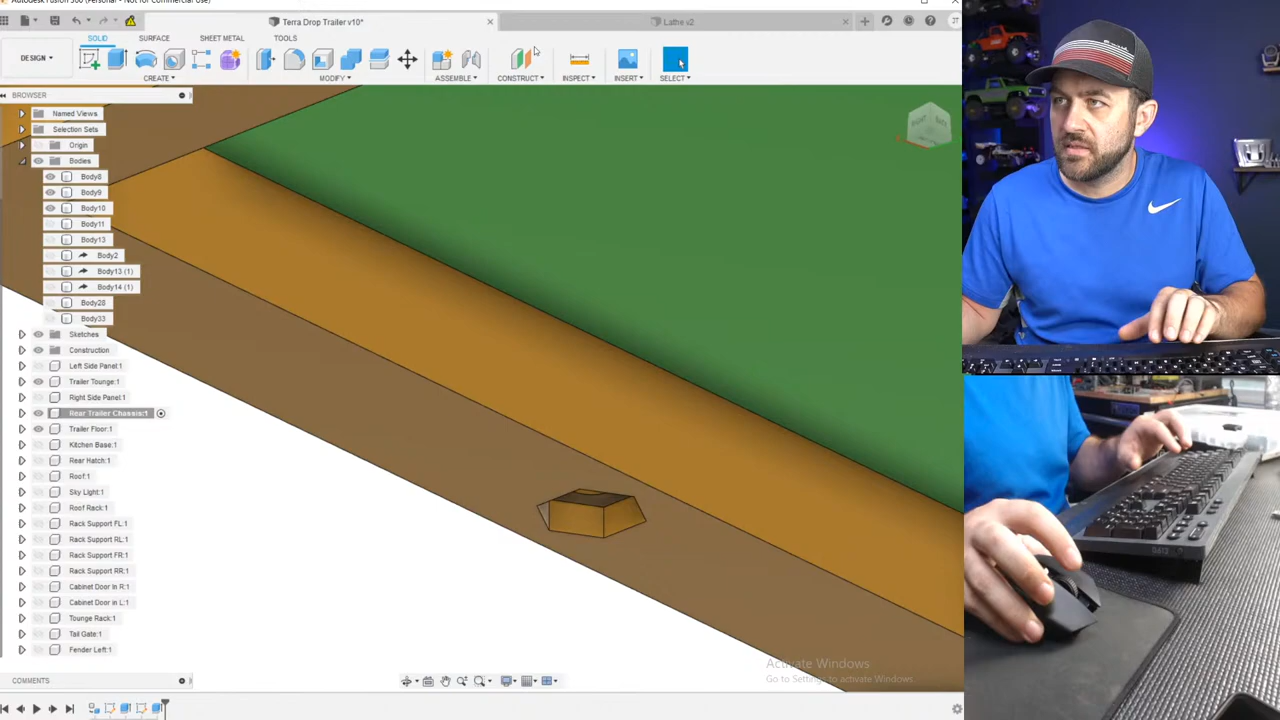 Autodesk Fusion 360 (Personal - Not for Commercial Use)
Terra Drop Trailer v10*
Lathe v2
JT
SOLID
SURFACE
SHEET METAL
TOOLS
DESIGN
CREATE
MODIFY
ASSEMBLE
CONSTRUCT
INSPECT
INSERT
SELECT
BROWSER
Named Views
Selection Sets
Origin
Bodies
Body8
Body9
Body10
Body11
Body13
Body2
Body13 (1)
Body14 (1)
Body28
Body33
Sketches
Construction
Left Side Panel:1
Trailer Tounge:1
Right Side Panel:1
Rear Trailer Chassis:1
Trailer Floor:1
Kitchen Base:1
Rear Hatch:1
Roof:1
Sky Light:1
Roof Rack:1
Rack Support FL:1
Rack Support RL:1
Rack Support FR:1
Rack Support RR:1
Cabinet Door In R:1
Cabinet Door in L:1
Tounge Rack:1
Tail Gate:1
Fender Left:1
COMMENTS
Activate Windows
Go to Settings to activate Windows.
G613